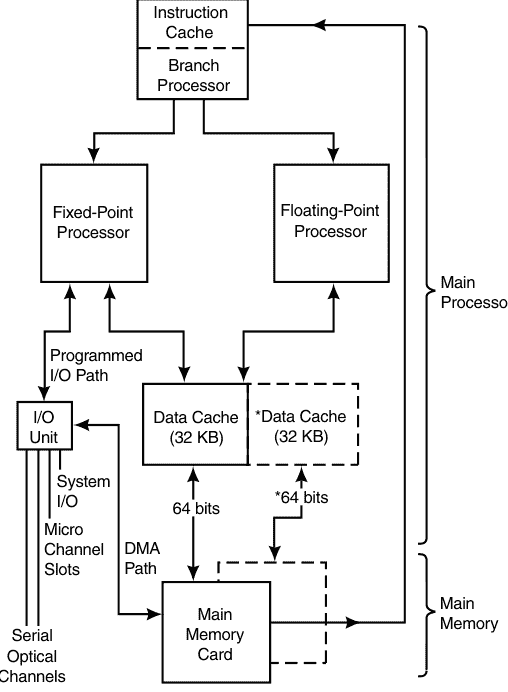 Instruction
Cache
Branch
Processor
Fixed-Point
Processor
Floating-Point
Processor
Main
Processo
Programmed
I/O Path
I/O
Unit
Data Cache
(32 KB)
*Data Cache
(32 KB)
System
I/O
64 bits
*64 bits
Micro
Channel
Slots
DMA
Path
Main
Memory
Card
Main
Memory
Serial
Optical
Channels